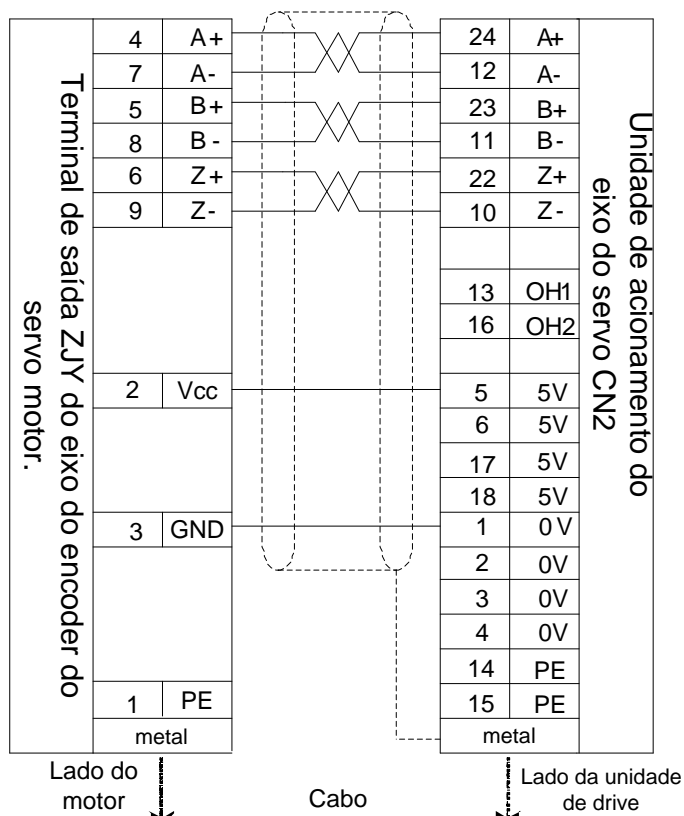 Terminal de saída ZJY do eixo do encoder do
servo motor.
4 A+
7 A-
5 B+
8 B -
6 Z+
9 Z-
2 Vcc
3 GND
1 PE
metal
24 A+
12 A-
23 B+
11 B-
22 Z+
10 Z-
13 OH1
16 OH2
5 5V
6 5V
17 5V
18 5V
1 0V
2 0V
3 0V
4 0V
14 PE
15 PE
metal
Unidade de acionamento do
eixo do servo CN2
Lado do
motor
Cabo
Lado da unidade
de drive